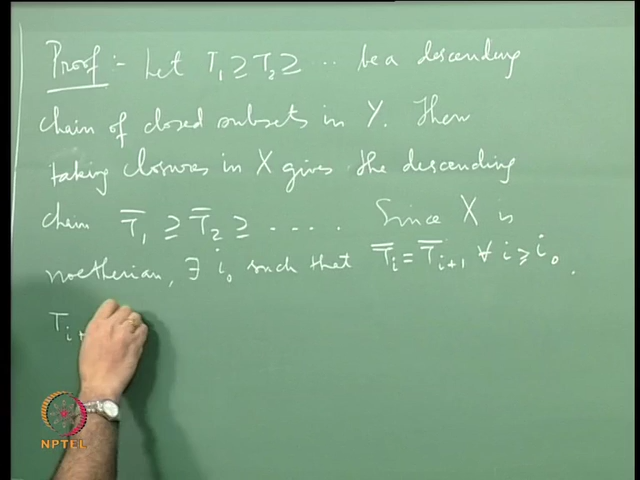 Proof :- Let T₁ ≥ T₂ ≥ ... be a descending
chain of closed subsets in Y. Then
taking closures in X gives the descending
chain T̅₁ ≥ T̅₂ ≥ ..... Since X is
noetherian, ∃ i₀ such that T̅ᵢ = T̅ᵢ₊₁ ∀ i ≥ i₀.
Tᵢ₊
NPTEL